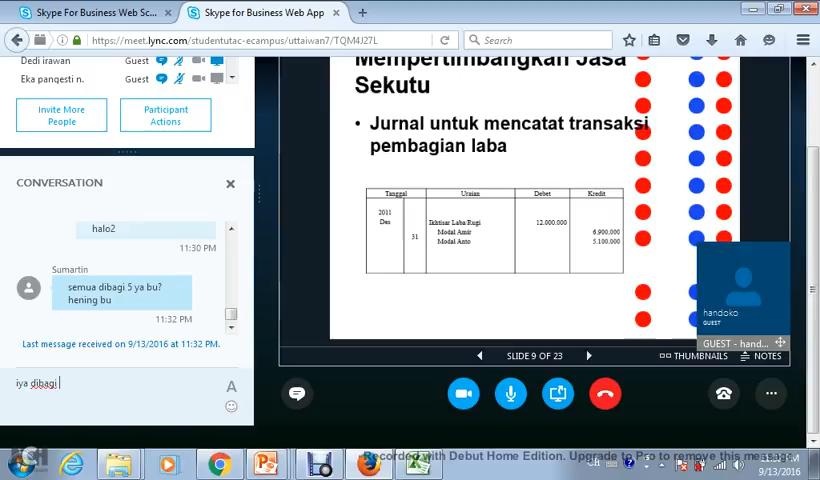 Skype for Business Web Sc...
Skype for Business Web App
https://meet.lync.com/studentutac-ecampus/uttaiwan7/TQM4J27L
Search
Dedi irawan
Guest
Eka pangesti n
Guest
Invite More
People
Participant
Actions
CONVERSATION
halo2
11:30 PM
Sumartin
semua dibagi 5 ya bu?
hening bu
11:32 PM
Last message received on 9/13/2016 at 11:32 PM.
iya dibagi
A
Mempertimbangkan Jasa
Sekutu
• Jurnal untuk mencatat transaksi
pembagian laba
Tanggal Uraian Debet Kredit
2011
Des
31
Ikhtisar Laba/Rugi 12.000.000
Modal Amir 6.900.000
Modal Anto 5.100.000
handoko
GUEST
GUEST - hand...
SLIDE 9 OF 23
THUMBNAILS
NOTES
Recorded with Debut Home Edition. Upgrade to Pro to remove this message.
CH
9/13/2016